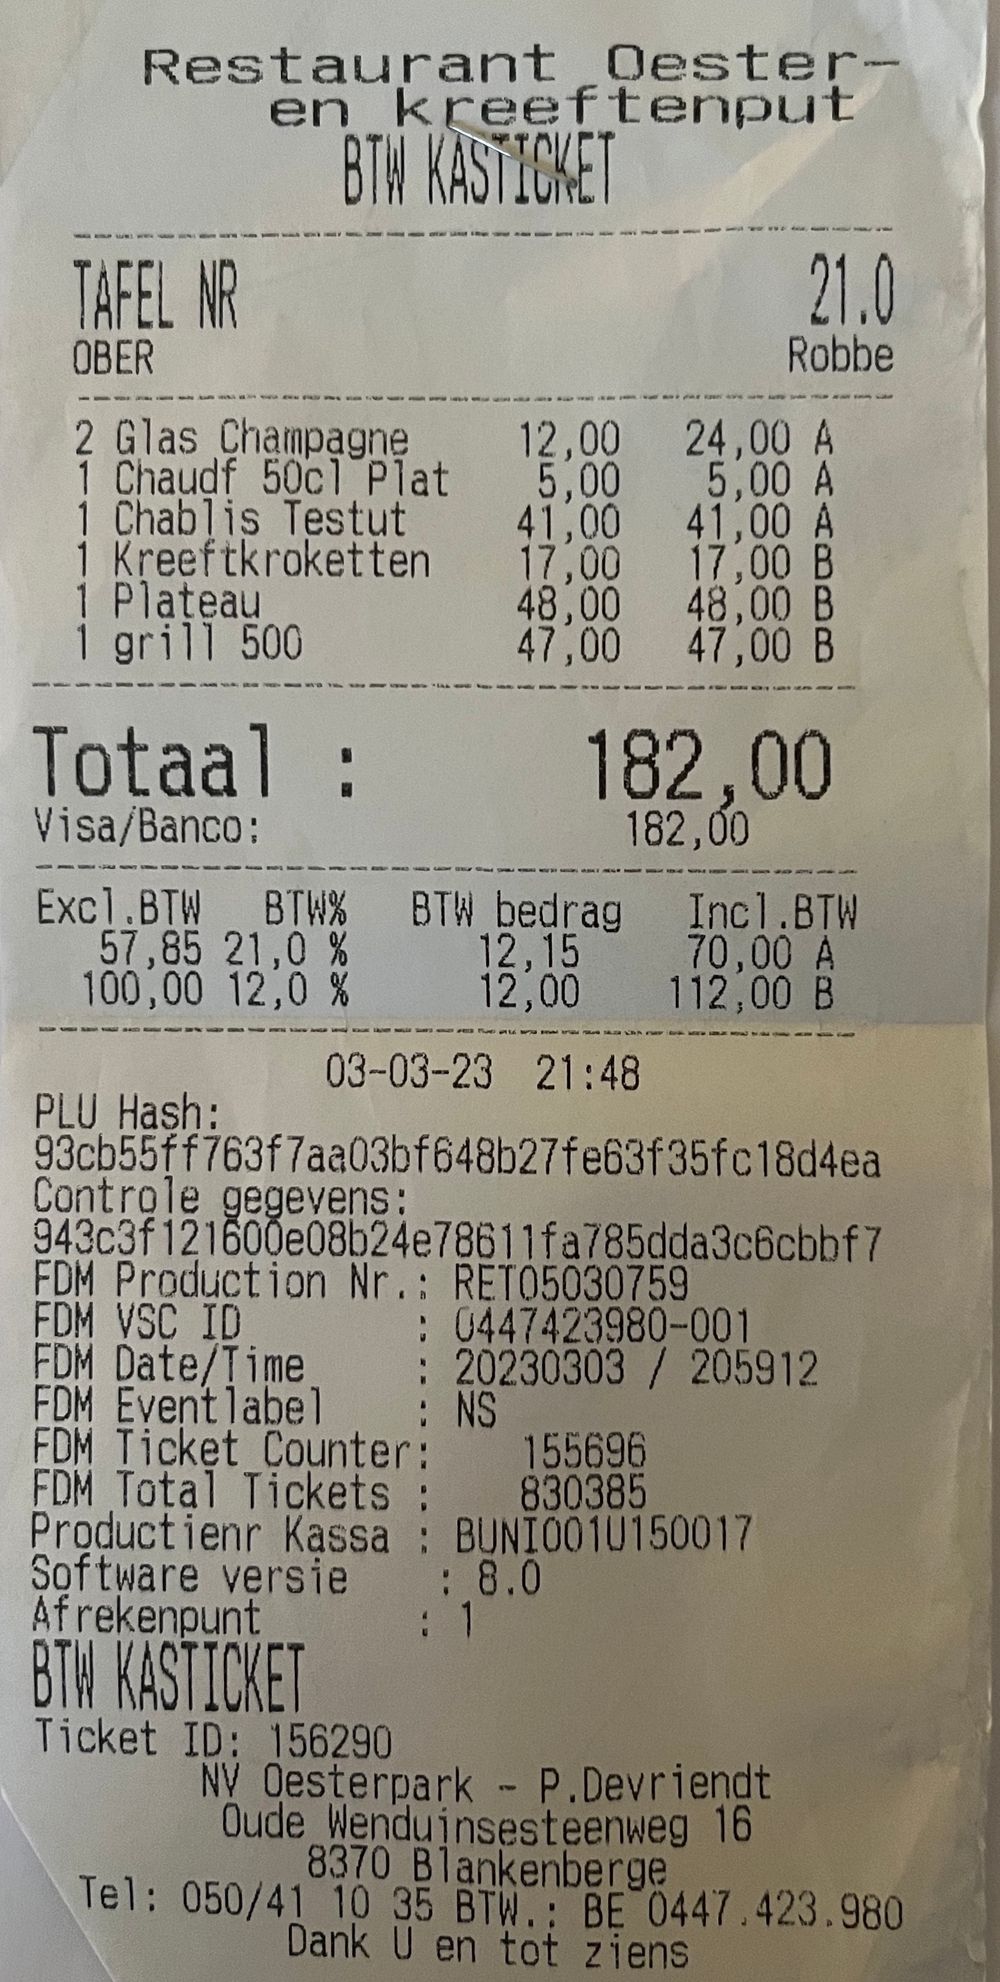 Restaurant Oester-
en kreeftenput
BTW KASTICKET
TAFEL NR 21.0
OBER Robbe
2 Glas Champagne 12,00 24,00 A
1 Chaudf 50cl Plat 5,00 5,00 A
1 Chablis Testut 41,00 41,00 A
1 Kreeftkroketten 17,00 17,00 B
1 Plateau 48,00 48,00 B
1 grill 500 47,00 47,00 B
Totaal : 182,00
Visa/Banco: 182,00
Excl.BTW BTW% BTW bedrag Incl.BTW
57,85 21,0 % 12,15 70,00 A
100,00 12,0 % 12,00 112,00 B
03-03-23 21:48
PLU Hash:
93cb55ff763f7aa03bf648b27fe63f35fc18d4ea
Controle gegevens:
943c3f121600e08b24e78611fa785dda3c6cbbf7
FDM Production Nr.: RET05030759
FDM VSC ID : 0447423980-001
FDM Date/Time : 20230303 / 205912
FDM Eventlabel : NS
FDM Ticket Counter: 155696
FDM Total Tickets : 830385
Productienr Kassa : BUNI001U150017
Software versie : 8.0
Afrekenpunt : 1
BTW KASTICKET
Ticket ID: 156290
NV Oesterpark - P.Devriendt
Oude Wenduinsesteenweg 16
8370 Blankenberge
Tel: 050/41 10 35 BTW.: BE 0447.423.980
Dank U en tot ziens